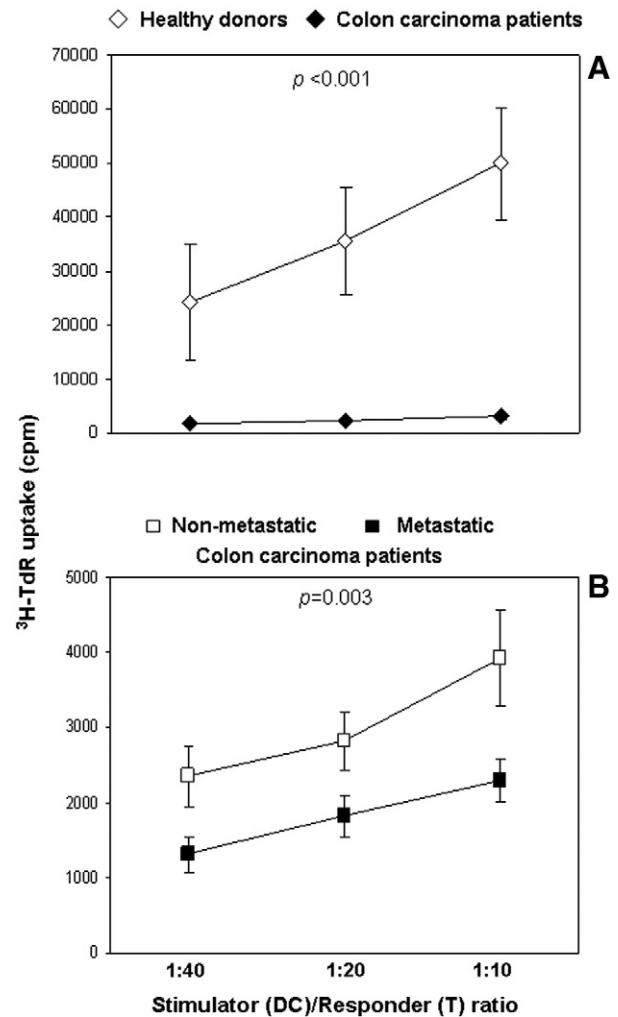 Healthy donors Colon carcinoma patients
A
p <0.001
70000
60000
50000
40000
30000
20000
10000
0
³H-TdR uptake (cpm)
Non-metastatic Metastatic
Colon carcinoma patients
B
p=0.003
5000
4000
3000
2000
1000
0
1:40 1:20 1:10
Stimulator (DC)/Responder (T) ratio